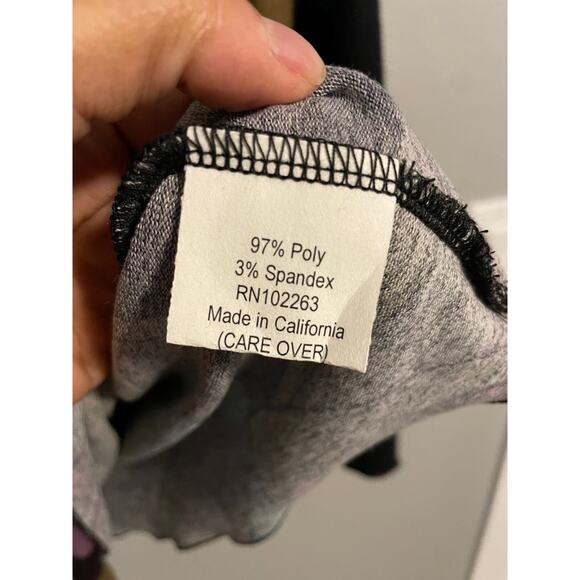 97% Poly
3% Spandex
RN102263
Made in California
(CARE OVER)